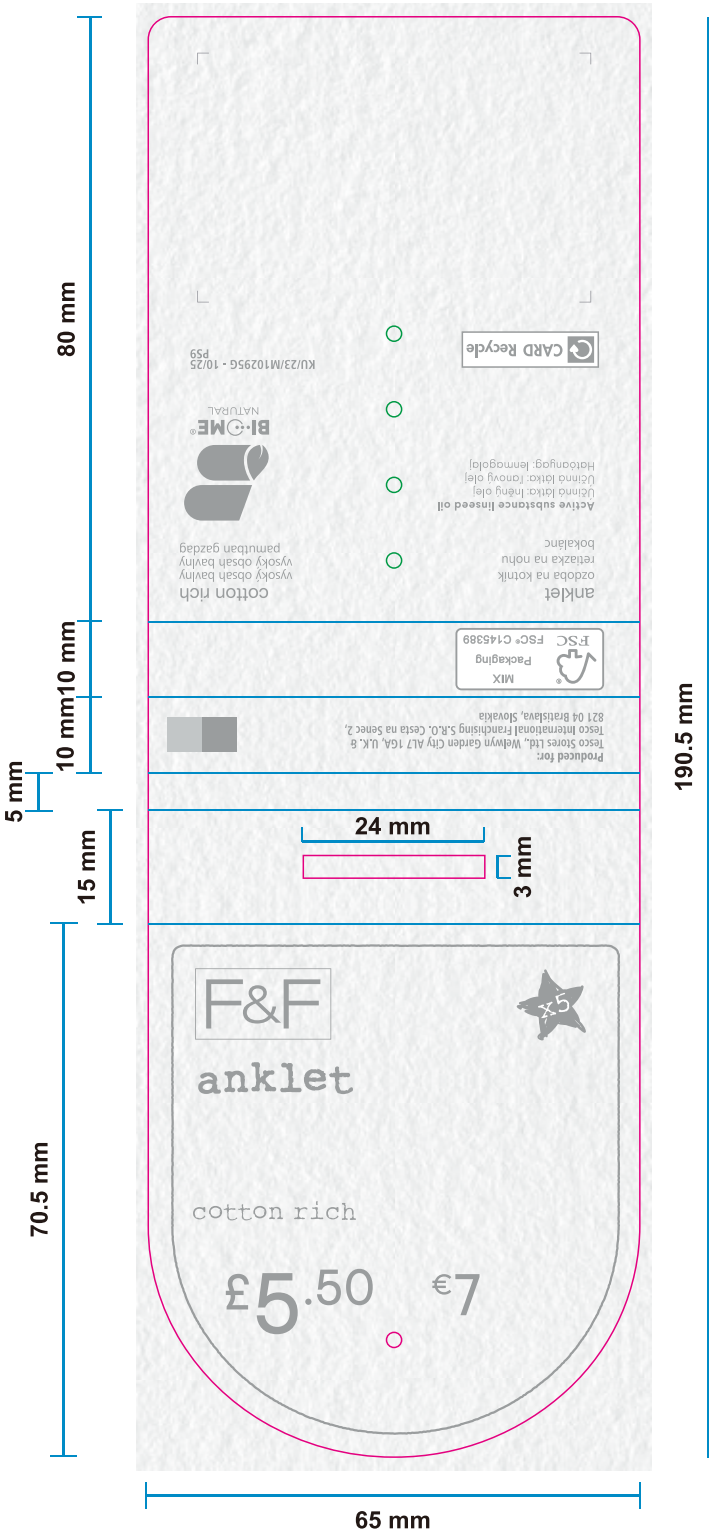 80 mm
10 mm
10 mm
5 mm
15 mm
70.5 mm
190.5 mm
65 mm
24 mm
3 mm
F&F
x5
anklet
cotton rich
£5.50 €7
Produced for:
Tesco Stores Ltd., Welwyn Garden City AL7 1GA, U.K. &
Tesco International Franchising S.R.O. Cesta na Senec 2,
821 04 Bratislava, Slovakia
MIX
Packaging
FSC FSC® C145389
anklet
ozdoba na kotník
retiazka na nohu
bokalánc
cotton rich
vysoký obsah bavlny
vysoký obsah bavlny
pamutban gazdag
Active substance linseed oil
Účinná látka: lněný olej
Účinná látka: ľanový olej
Hatóanyag: lenmagolaj
BI·OME®
NATURAL
CARD Recycle
KU/23/M10295G - 10/25
PS9